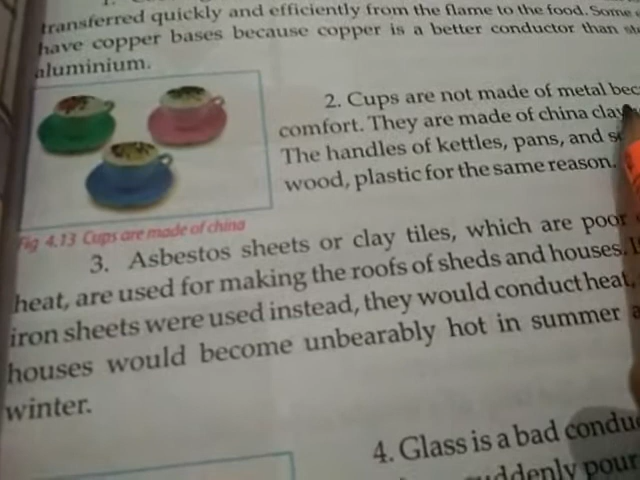 transferred quickly and efficiently from the flame to the food. Some
have copper bases because copper is a better conductor than
aluminium.
2. Cups are not made of metal
comfort. They are made of china clay
The handles of kettles, pans, and
wood, plastic for the same reason.
Fig 4.13 Cups are made of china
3. Asbestos sheets or clay tiles, which are poor
heat, are used for making the roofs of sheds and houses.
iron sheets were used instead, they would conduct heat,
houses would become unbearably hot in summer
winter.
4. Glass is a bad
pour